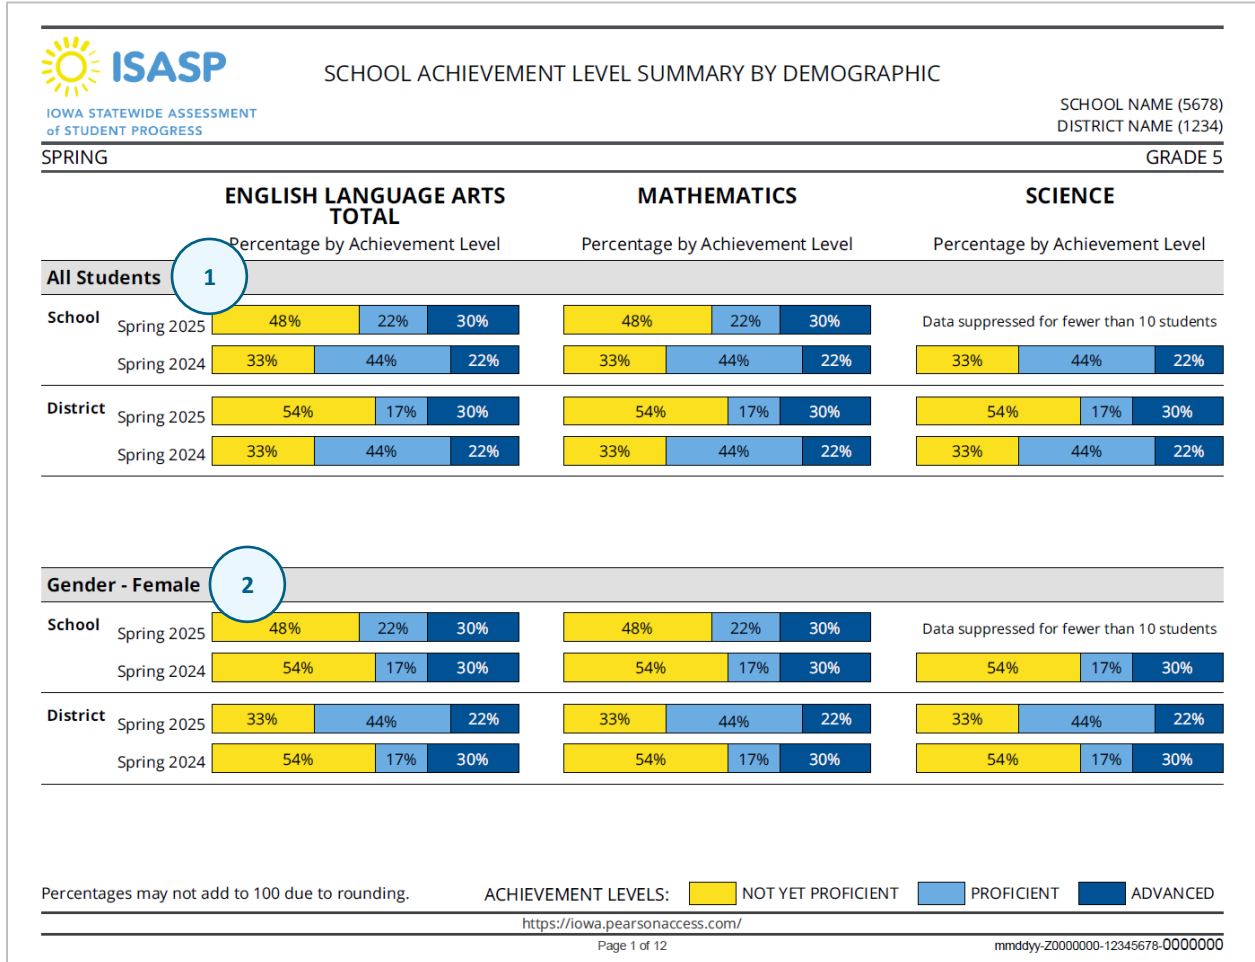 ISASP
IOWA STATEWIDE ASSESSMENT
of STUDENT PROGRESS
SCHOOL ACHIEVEMENT LEVEL SUMMARY BY DEMOGRAPHIC
SCHOOL NAME (5678)
DISTRICT NAME (1234)
SPRING GRADE 5
ENGLISH LANGUAGE ARTS TOTAL MATHEMATICS SCIENCE
Percentage by Achievement Level Percentage by Achievement Level Percentage by Achievement Level
All Students 1
School Spring 2025 48% 22% 30% 48% 22% 30% Data suppressed for fewer than 10 students
Spring 2024 33% 44% 22% 33% 44% 22% 33% 44% 22%
District Spring 2025 54% 17% 30% 54% 17% 30% 54% 17% 30%
Spring 2024 33% 44% 22% 33% 44% 22% 33% 44% 22%
Gender - Female 2
School Spring 2025 48% 22% 30% 48% 22% 30% Data suppressed for fewer than 10 students
Spring 2024 54% 17% 30% 54% 17% 30% 54% 17% 30%
District Spring 2025 33% 44% 22% 33% 44% 22% 33% 44% 22%
Spring 2024 54% 17% 30% 54% 17% 30% 54% 17% 30%
Percentages may not add to 100 due to rounding. ACHIEVEMENT LEVELS: NOT YET PROFICIENT PROFICIENT ADVANCED
https://iowa.pearsonaccess.com/
Page 1 of 12 mmddyy-Z0000000-12345678-0000000